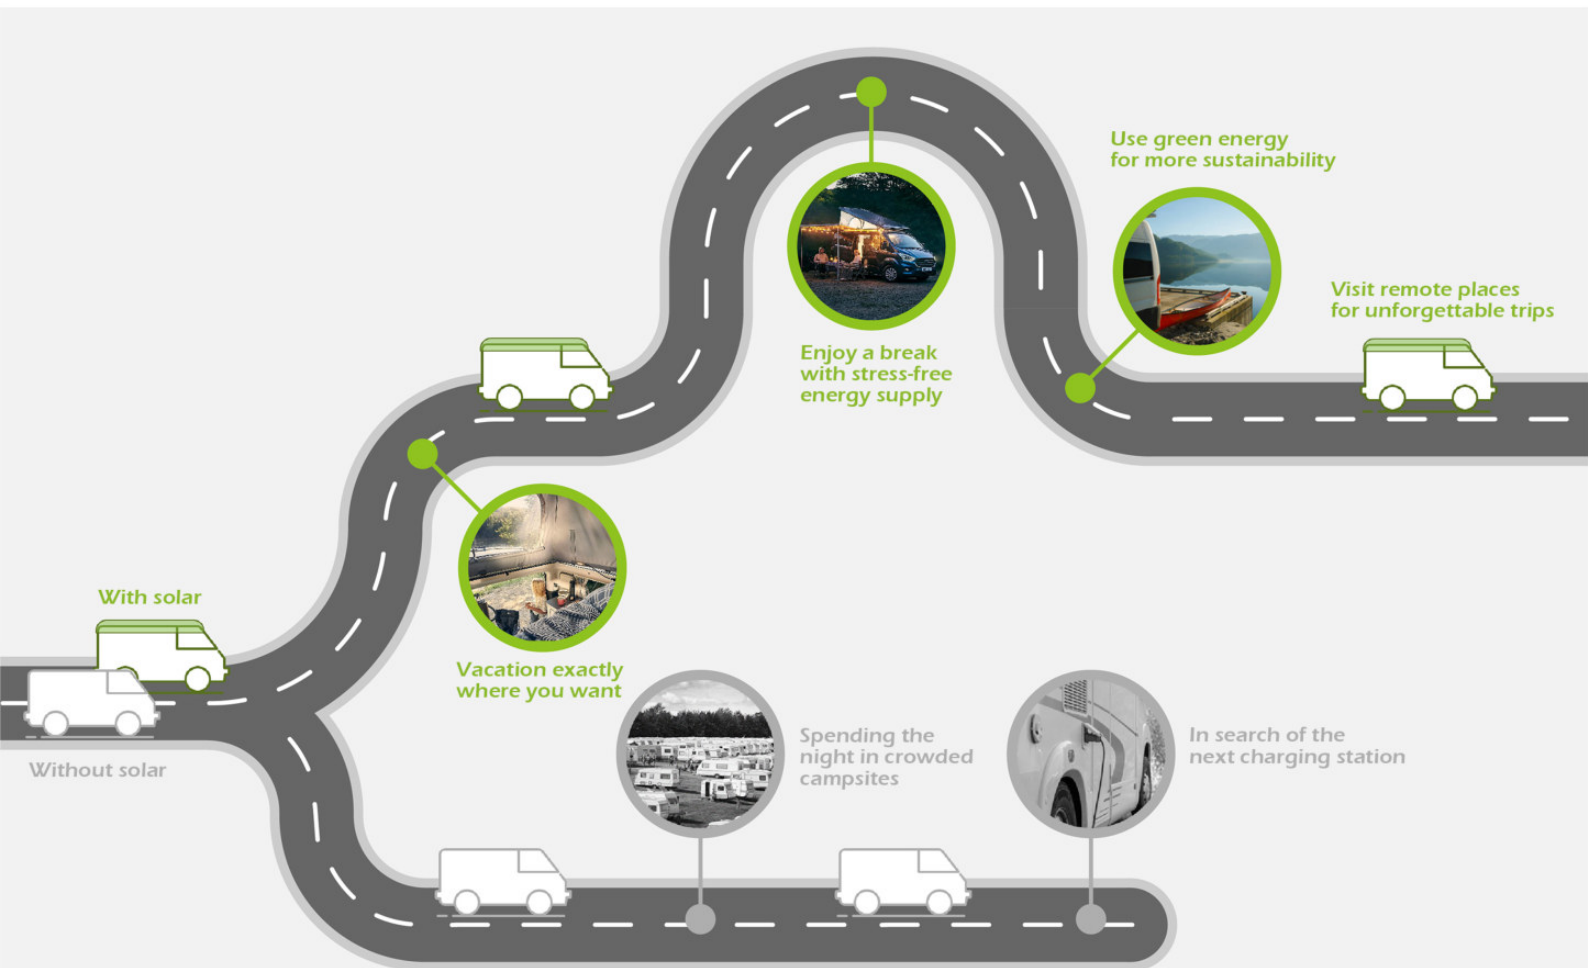 Use green energy
for more sustainability
Visit remote places
for unforgettable trips
Enjoy a break
with stress-free
energy supply
With solar
Vacation exactly
where you want
Without solar
Spending the
night in crowded
campsites
In search of the
next charging station